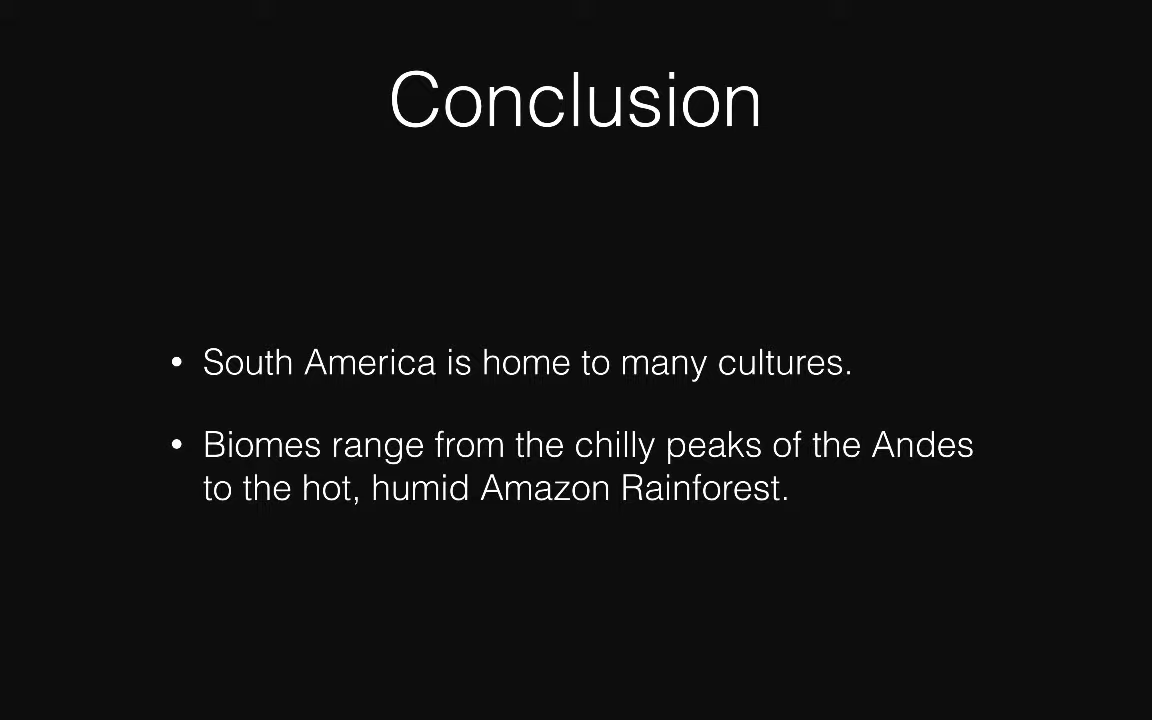 Conclusion
• South America is home to many cultures.
• Biomes range from the chilly peaks of the Andes
to the hot, humid Amazon Rainforest.